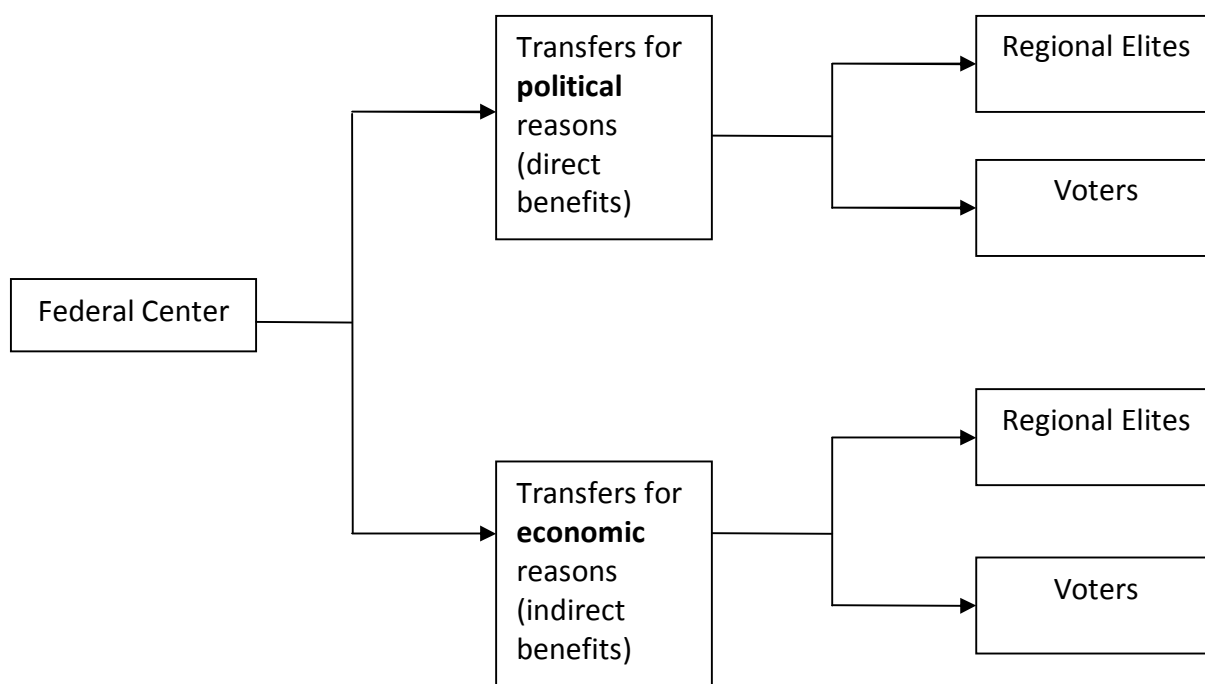 Federal Center
Transfers for
political
reasons
(direct
benefits)
Regional Elites
Voters
Transfers for
economic
reasons
(indirect
benefits)
Regional Elites
Voters